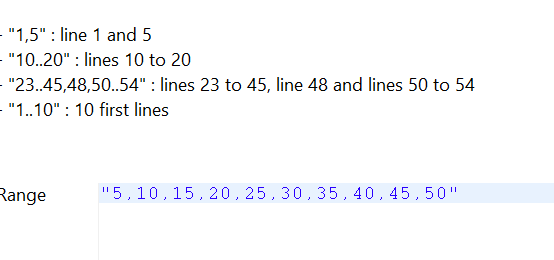 - "1,5" : line 1 and 5
- "10..20" : lines 10 to 20
- "23..45,48,50..54" : lines 23 to 45, line 48 and lines 50 to 54
- "1..10" : 10 first lines
Range "5,10,15,20,25,30,35,40,45,50"